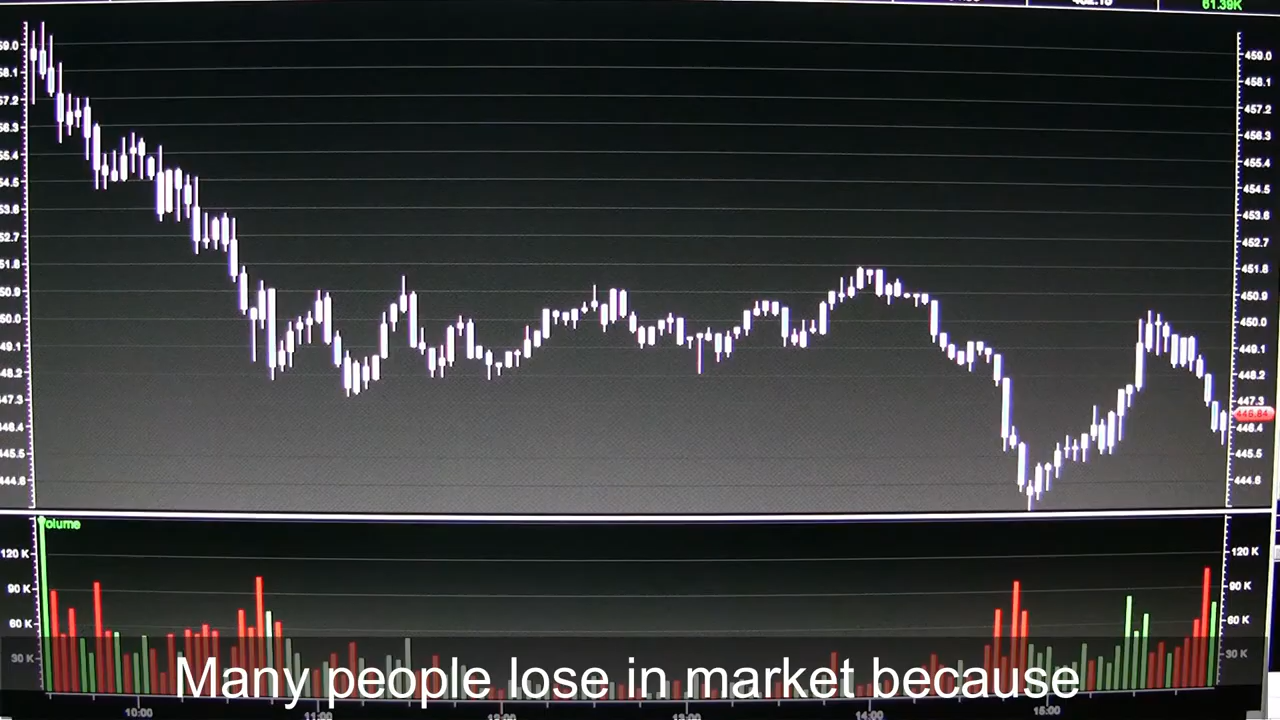 61.39K
459.0
458.1
457.2
456.3
455.4
454.5
453.6
452.7
451.8
450.9
450.0
449.1
448.2
447.3
446.4
445.5
444.6
Volume
120 K
120 K
90 K
90 K
60 K
60 K
30 K
30 K
Many people lose in market because
10:00
11:00
12:00
13:00
14:00
15:00